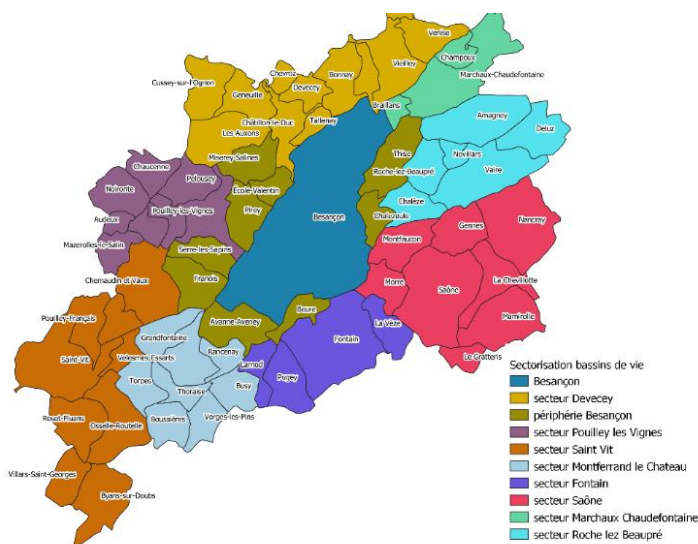 Venise
Vieilley
Champoux
Chevroz
Bonnay
Marchaux-Chaudefontaine
Cussey-sur-l'Ognon
Devecey
Geneuille
Braillans
Amagney
Châtillon-le-Duc
Tallenay
Deluz
Les Auxons
Thise
Novillars
Miserey-Salines
Roche-lez-Beaupré
Vaire
Chaucenne
Pelousey
École-Valentin
Noironte
Chalèze
Pouilley-les-Vignes
Pirey
Besançon
Chalezeule
Audeux
Gennes
Nancray
Montfaucon
Mazerolles-le-Salin
Serre-les-Sapins
Chemaudin et Vaux
Franois
Morre
Saône
La Chevillotte
Beure
Pouilley-Français
Avanne-Aveney
La Vèze
Mamirolle
Grandfontaine
Fontain
Rancenay
Saint-Vit
Velesmes-Essarts
Larnod
Le Gratteris
Pugey
Torpes
Thoraise
Busy
Roset-Fluans
Boussières
Vorges-les-Pins
Osselle-Routelle
Villars-Saint-Georges
Byans-sur-Doubs
Sectorisation bassins de vie
Besançon
secteur Devecey
périphérie Besançon
secteur Pouilley les Vignes
secteur Saint Vit
secteur Montferrand le Chateau
secteur Fontain
secteur Saône
secteur Marchaux Chaudefontaine
secteur Roche lez Beaupré